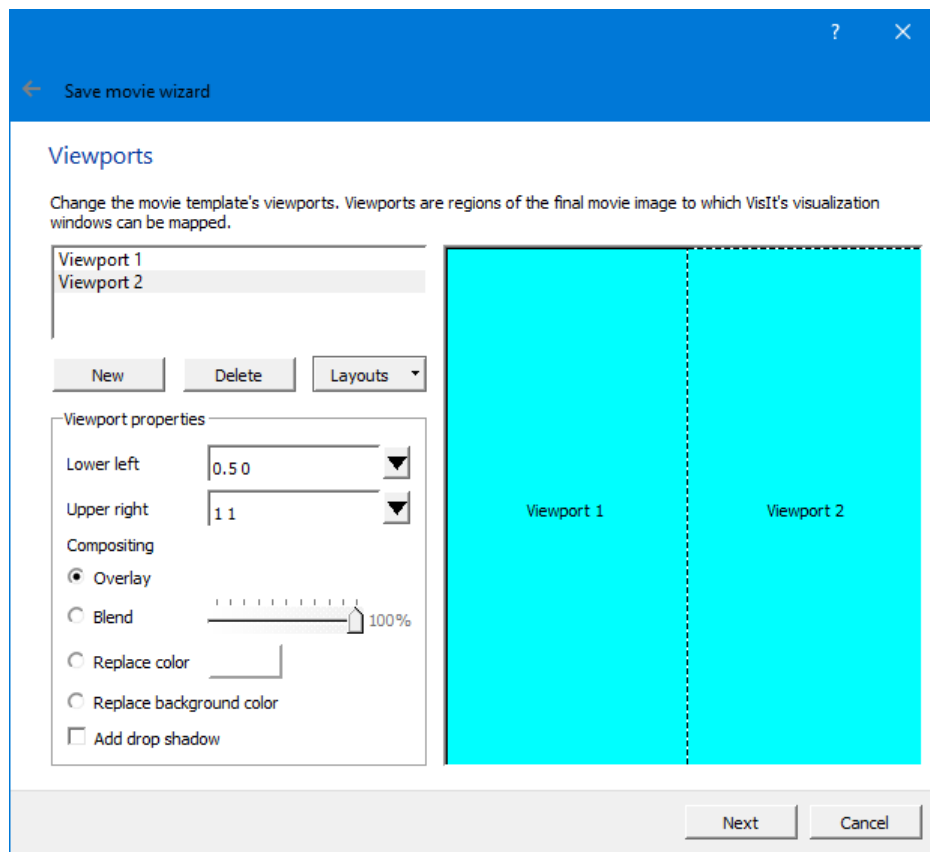 ?
Save movie wizard
Viewports
Change the movie template's viewports. Viewports are regions of the final movie image to which VisIt's visualization
windows can be mapped.
Viewport 1
Viewport 2
New Delete Layouts
Viewport properties
Lower left 0.5 0
Upper right 1 1
Compositing
Overlay
Blend 100%
Replace color
Replace background color
Add drop shadow
Viewport 1 Viewport 2
Next Cancel